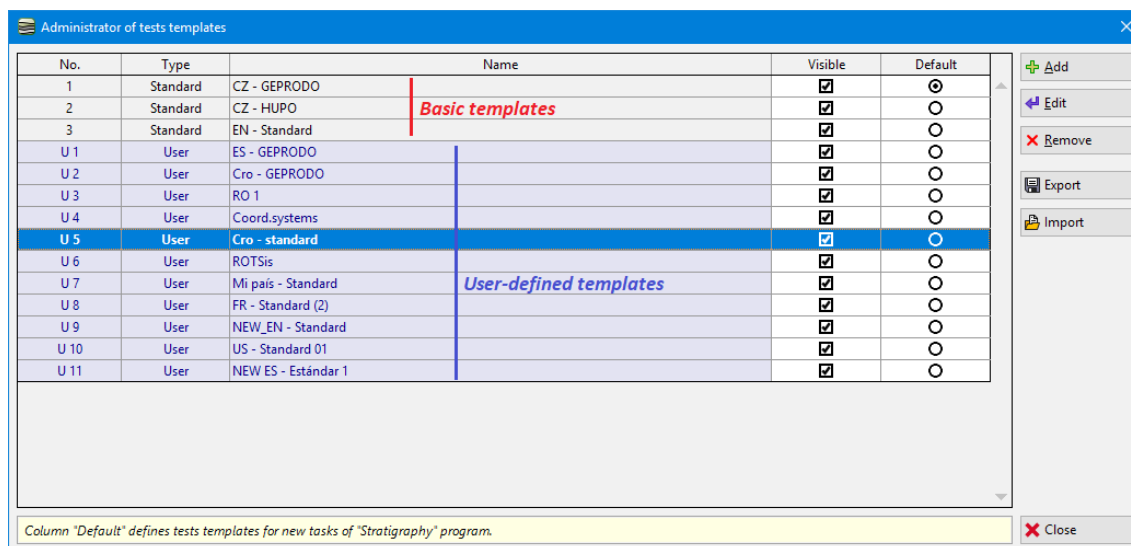 Administrator of tests templates
No. Type Name Visible Default
1 Standard CZ - GEPRODO
2 Standard CZ - HUPO
3 Standard EN - Standard
Basic templates
U 1 User ES - GEPRODO
U 2 User Cro - GEPRODO
U 3 User RO 1
U 4 User Coord.systems
U 5 User Cro - standard
U 6 User ROTSis
U 7 User Mi país - Standard
User-defined templates
U 8 User FR - Standard (2)
U 9 User NEW_EN - Standard
U 10 User US - Standard 01
U 11 User NEW ES - Estándar 1
Add
Edit
Remove
Export
Import
Column "Default" defines tests templates for new tasks of "Stratigraphy" program.
Close